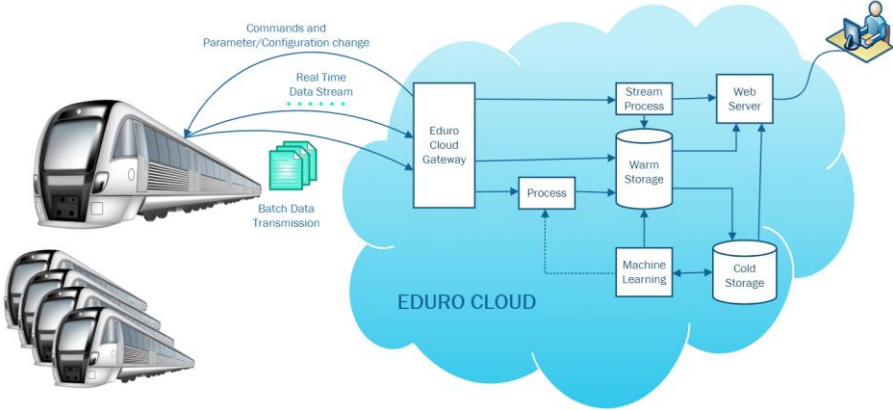 Commands and
Parameter/Configuration change
Real Time
Data Stream
Batch Data
Transmission
Eduro
Cloud
Gateway
Stream
Process
Web
Server
Warm
Storage
Process
Machine
Learning
Cold
Storage
EDURO CLOUD